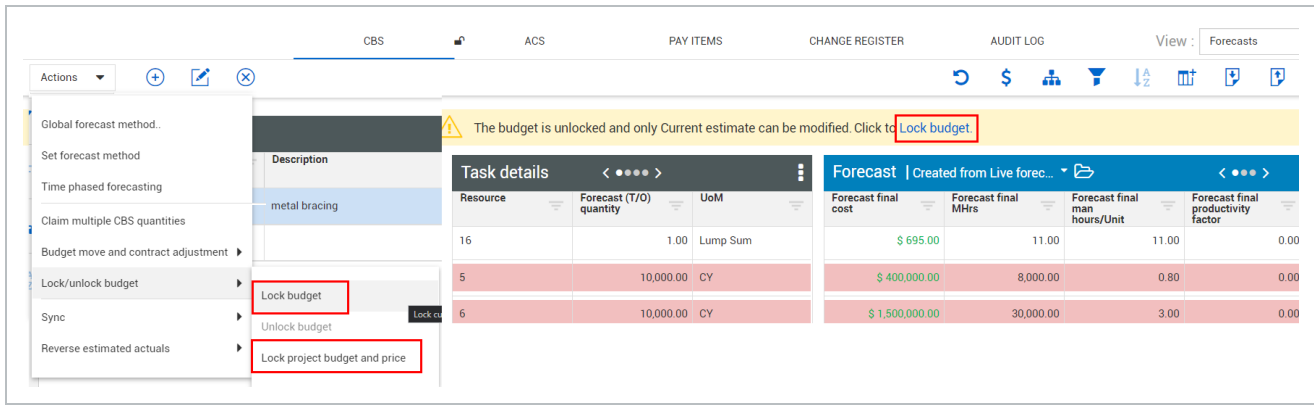 CBS ACS PAY ITEMS CHANGE REGISTER AUDIT LOG View : Forecasts
Actions
Global forecast method..
Set forecast method
Time phased forecasting
Claim multiple CBS quantities
Budget move and contract adjustment
Lock/unlock budget
Sync
Reverse estimated actuals
Description
metal bracing
Lock budget
Lock cu
Unlock budget
Lock project budget and price
The budget is unlocked and only Current estimate can be modified. Click to Lock budget.
Task details
Resource Forecast (T/O) quantity UoM
16 1.00 Lump Sum
5 10,000.00 CY
6 10,000.00 CY
Forecast | Created from Live forec...
Forecast final cost Forecast final MHrs Forecast final man hours/Unit Forecast final productivity factor
$ 695.00 11.00 11.00 0.00
$ 400,000.00 8,000.00 0.80 0.00
$ 1,500,000.00 30,000.00 3.00 0.00